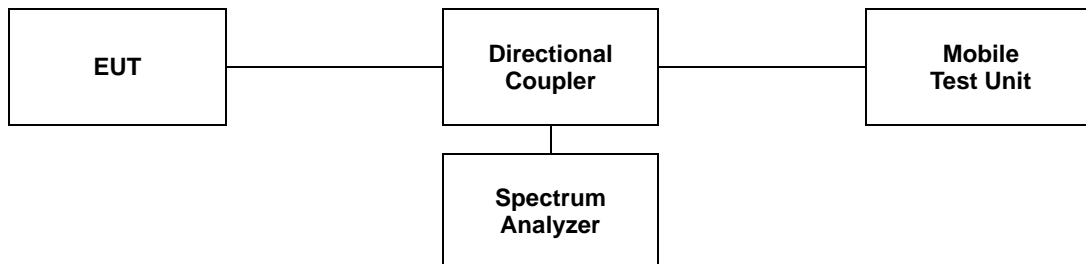 EUT
Directional
Coupler
Mobile
Test Unit
Spectrum
Analyzer